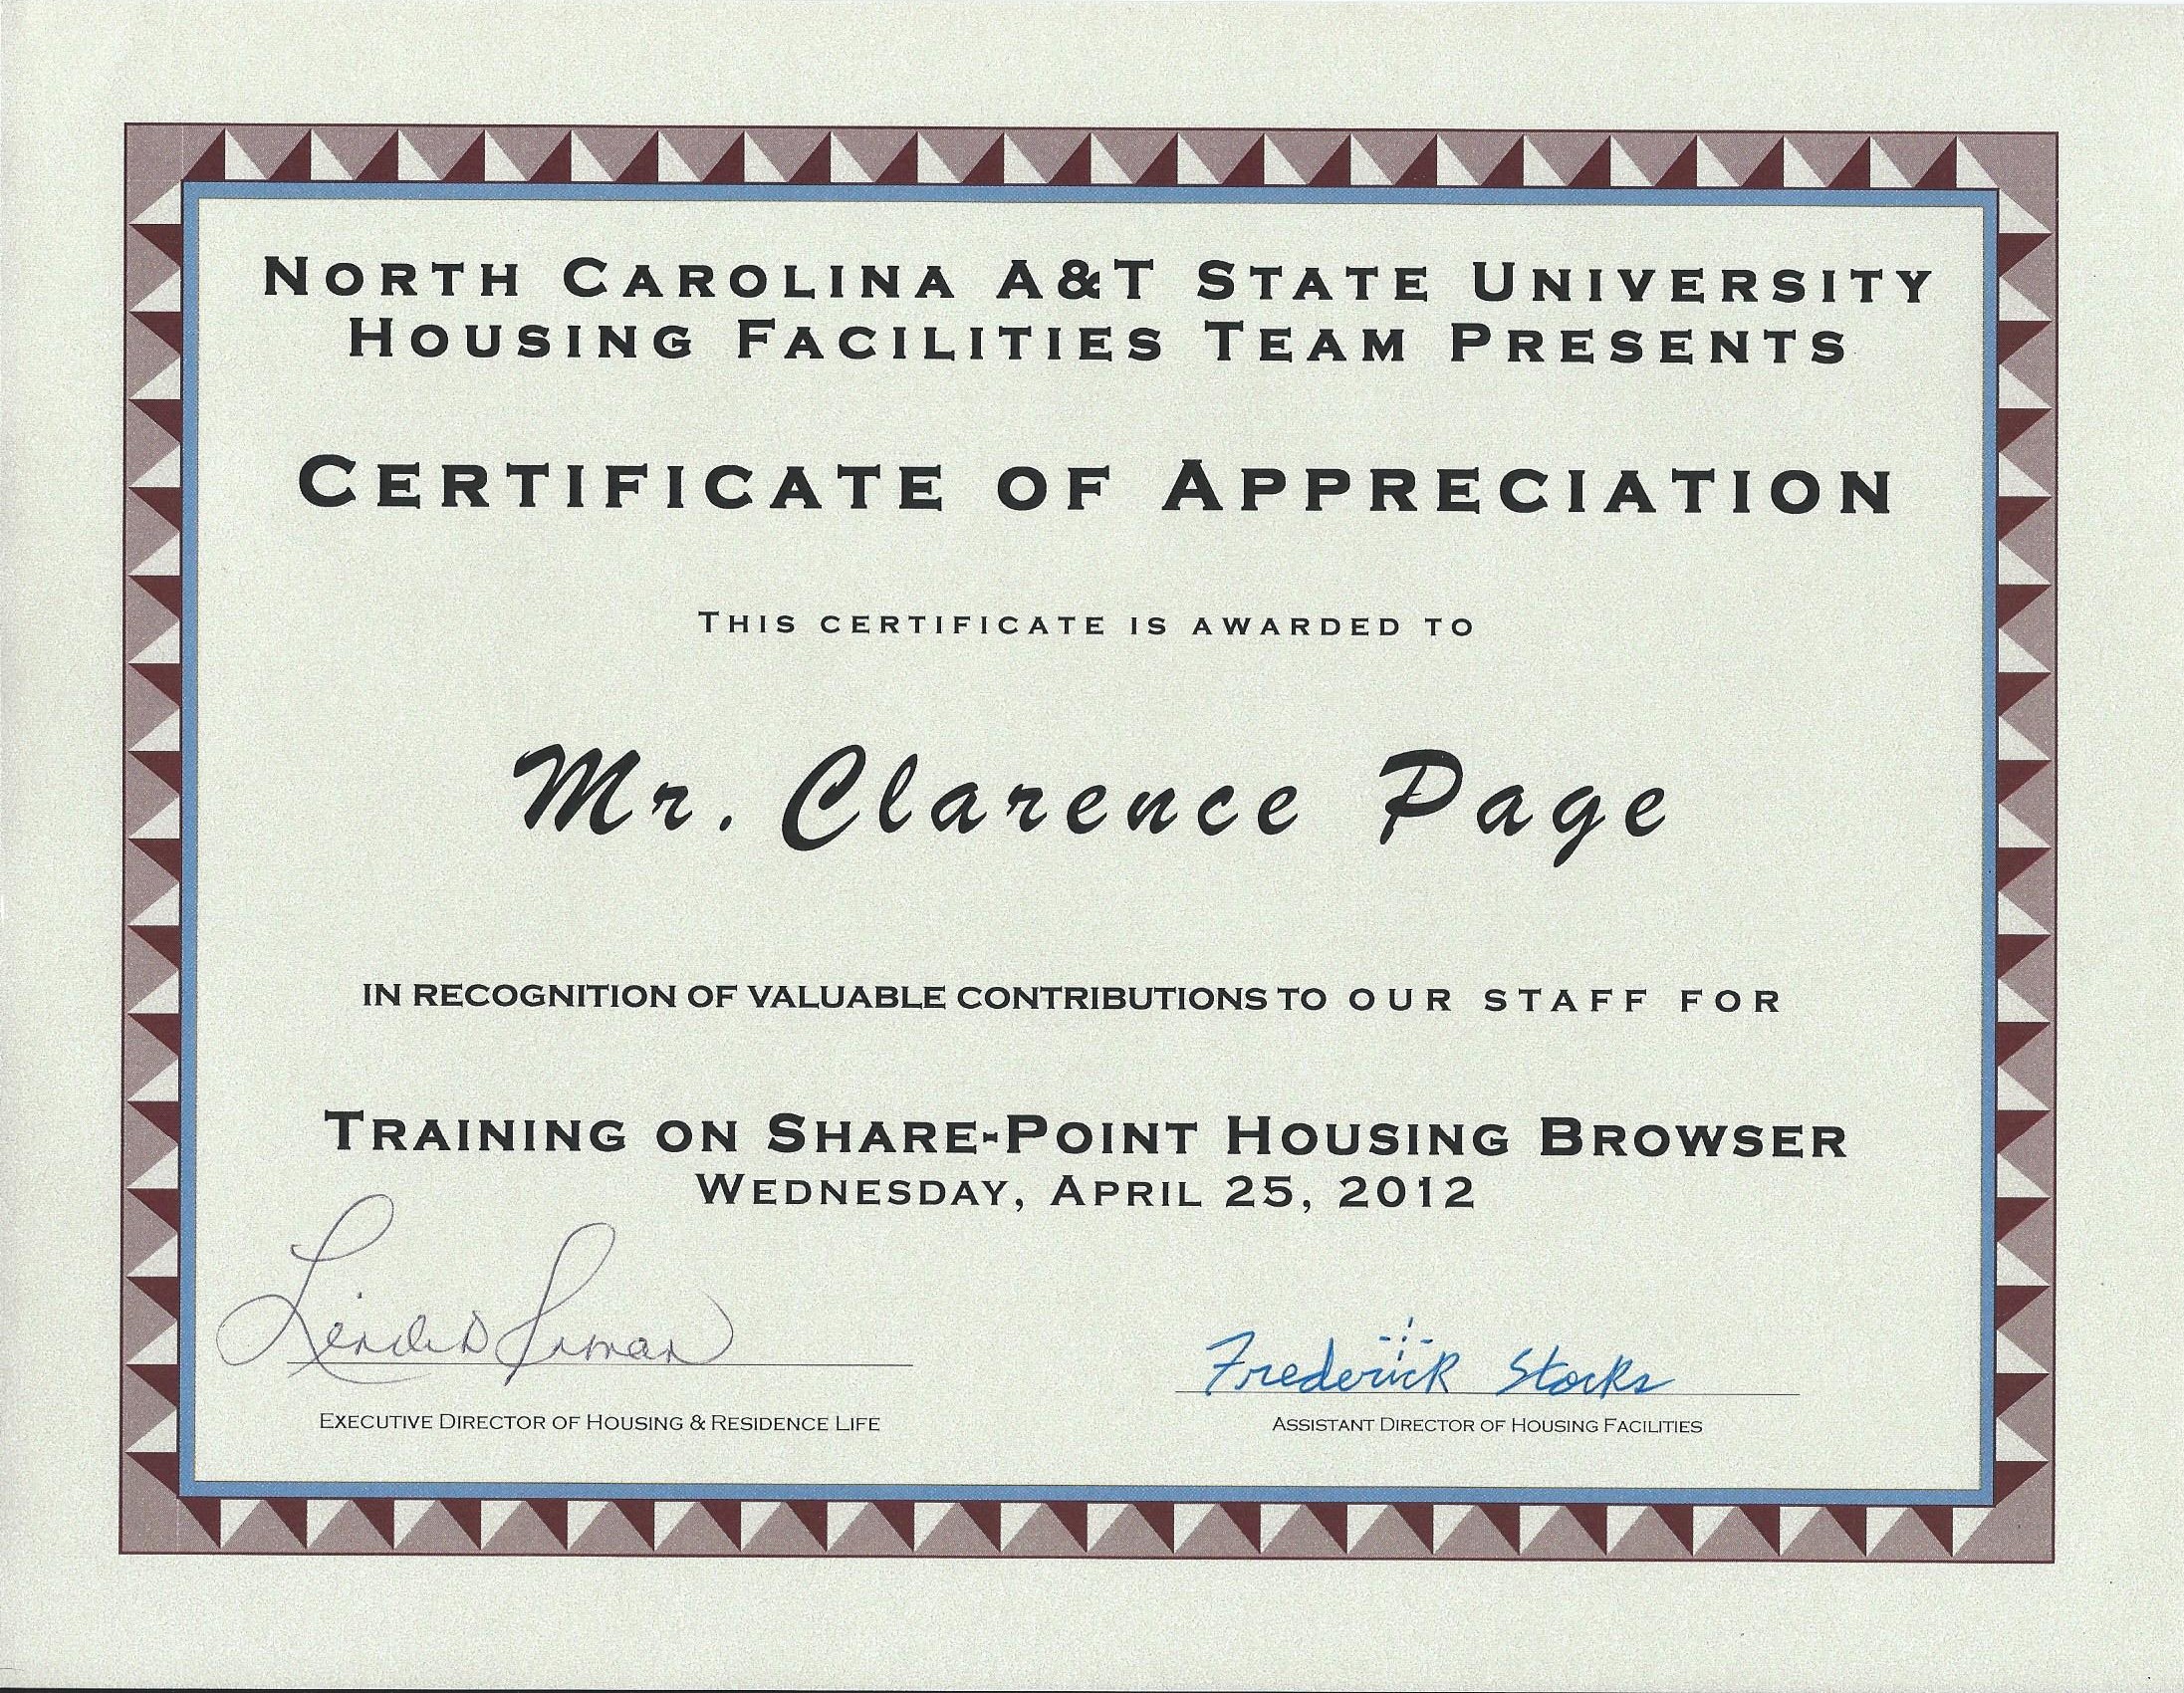 NORTH CAROLINA A&T STATE UNIVERSITY
HOUSING FACILITIES TEAM PRESENTS
CERTIFICATE OF APPRECIATION
THIS CERTIFICATE IS AWARDED TO
Mr. Clarence Page
IN RECOGNITION OF VALUABLE CONTRIBUTIONS TO OUR STAFF FOR
TRAINING ON SHARE-POINT HOUSING BROWSER
WEDNESDAY, APRIL 25, 2012
Frederick Stocks
EXECUTIVE DIRECTOR OF HOUSING & RESIDENCE LIFE
ASSISTANT DIRECTOR OF HOUSING FACILITIES